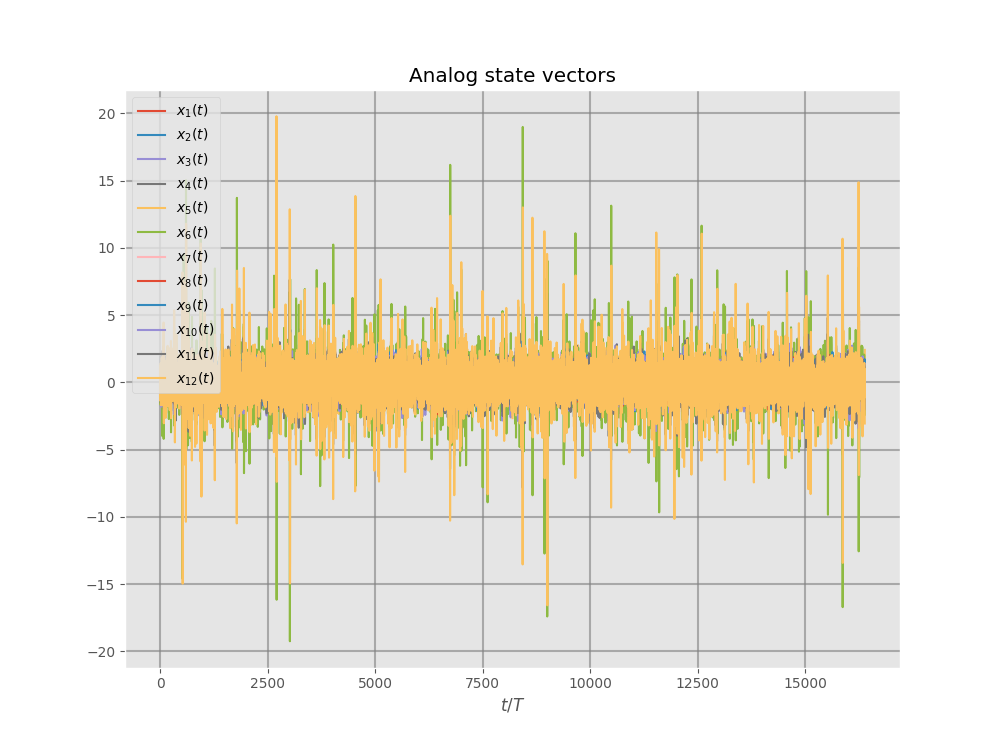 Analog state vectors
x₁(t)
x₂(t)
x₃(t)
x₄(t)
x₅(t)
x₆(t)
x₇(t)
x₈(t)
x₉(t)
x₁₀(t)
x₁₁(t)
x₁₂(t)
20
15
10
5
0
−5
−10
−15
−20
0 2500 5000 7500 10000 12500 15000
t/T